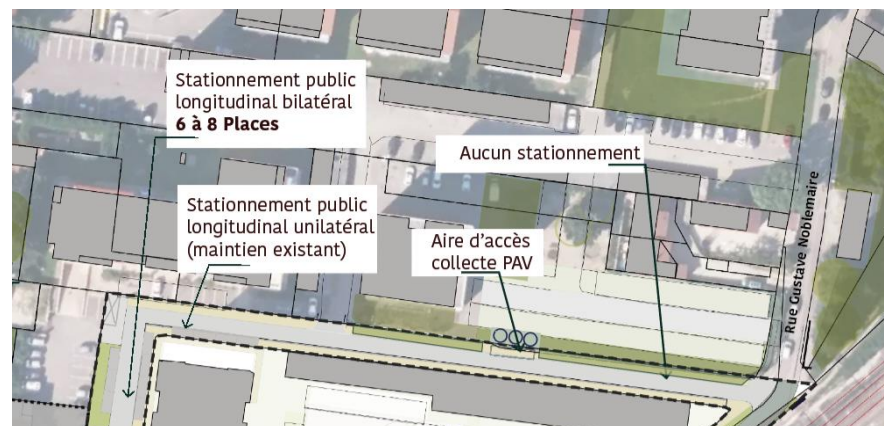 Stationnement public
longitudinal bilatéral
6 à 8 Places
Aucun stationnement
Stationnement public
longitudinal unilatéral
(maintien existant)
Aire d'accès
collecte PAV
Rue Gustave Noblemaire